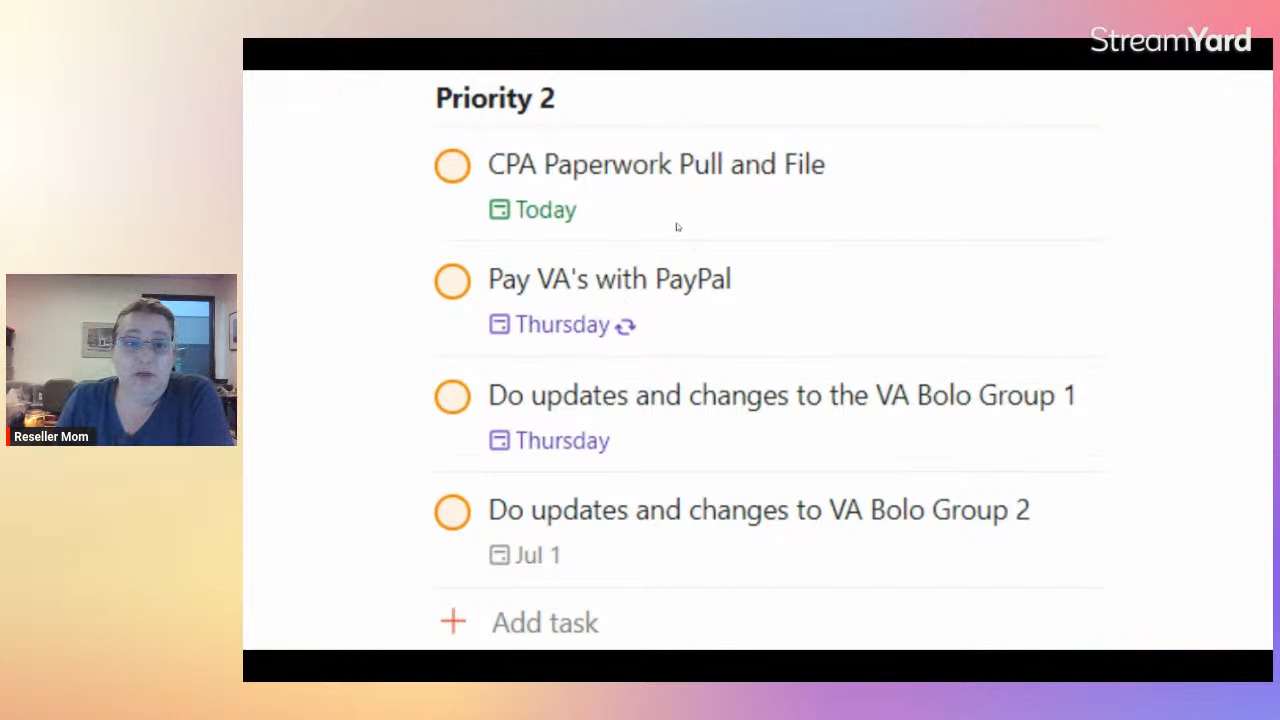 StreamYard
Priority 2
CPA Paperwork Pull and File
Today
Pay VA's with PayPal
Thursday
Do updates and changes to the VA Bolo Group 1
Thursday
Do updates and changes to VA Bolo Group 2
Jul 1
+ Add task
Reseller Mom